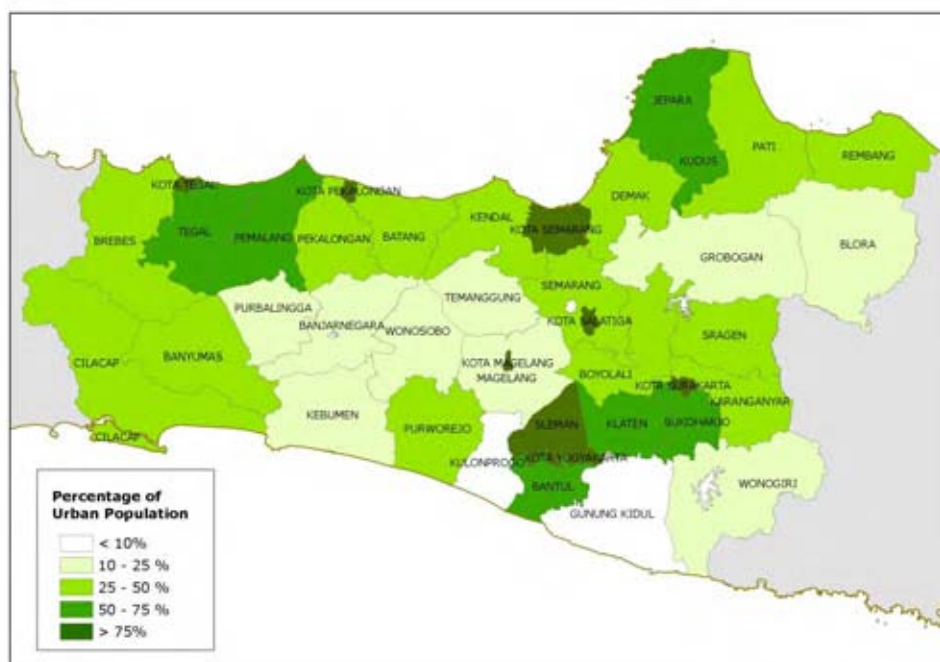 JEPARA
KUDUS
PATI
REMBANG
KOTA TEGAL
KOTA PEKALONGAN
DEMAK
KENDAL
KOTA SEMARANG
BREBES
TEGAL
PEMALANG
PEKALONGAN
BATANG
BLORA
GROBOGAN
SEMARANG
TEMANGGUNG
PURBALINGGA
BANJARNEGARA
WONOSOBO
KOTA SALATIGA
SRAGEN
CILACAP
BANYUMAS
KOTA MAGELANG
MAGELANG
BOYOLALI
KOTA SURAKARTA
KARANGANYAR
KEBUMEN
PURWOREJO
SLEMAN
KLATEN
SUKOHARJO
CILACAP
KULONPROGO
KOTA YOGYAKARTA
BANTUL
WONOGIRI
GUNUNG KIDUL
Percentage of
Urban Population
< 10%
10 - 25 %
25 - 50 %
50 - 75 %
> 75%